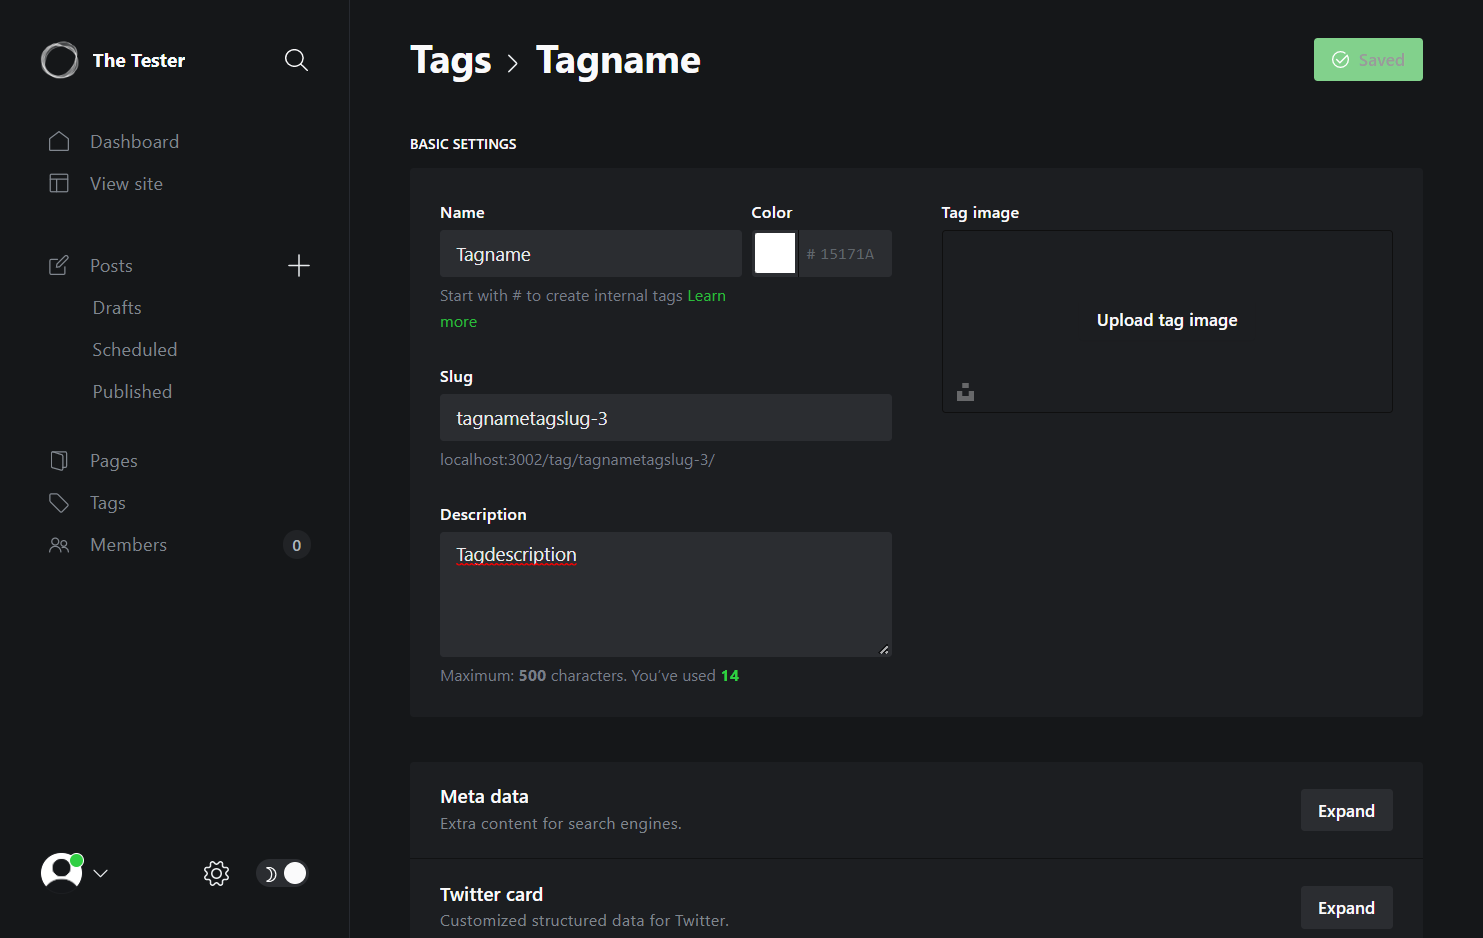 The Tester
Dashboard
View site
Posts
Drafts
Scheduled
Published
Pages
Tags
Members
0
Tags > Tagname
Saved
BASIC SETTINGS
Name
Tagname
Start with # to create internal tags Learn
more
Color
# 15171A
Slug
tagnametagslug-3
localhost:3002/tag/tagnametagslug-3/
Description
Tagdescription
Maximum: 500 characters. You’ve used 14
Tag image
Upload tag image
Meta data
Extra content for search engines.
Expand
Twitter card
Customized structured data for Twitter.
Expand